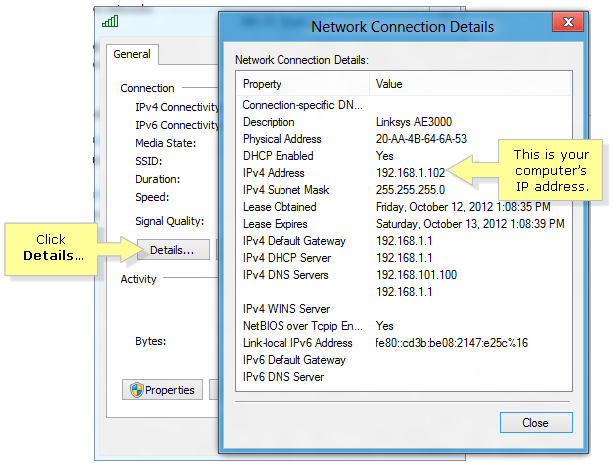 Network Connection Details
General
Connection
IPv4 Connectivity
IPv6 Connectivity
Media State:
SSID:
Duration:
Speed:
Signal Quality:
Details...
Activity
Bytes:
Properties
Click
Details...
Network Connection Details:
Property Value
Connection-specific DN...
Description Linksys AE3000
Physical Address 20-AA-4B-64-6A-53
DHCP Enabled Yes
IPv4 Address 192.168.1.102
IPv4 Subnet Mask 255.255.255.0
Lease Obtained Friday, October 12, 2012 1:08:35 PM
Lease Expires Saturday, October 13, 2012 1:08:39 PM
IPv4 Default Gateway 192.168.1.1
IPv4 DHCP Server 192.168.1.1
IPv4 DNS Servers 192.168.101.100
192.168.1.1
IPv4 WINS Server
NetBIOS over Tcpip En... Yes
Link-local IPv6 Address fe80::cd3b:be08:2147:e25c%16
IPv6 Default Gateway
IPv6 DNS Server
Close
This is your
computer's
IP address.